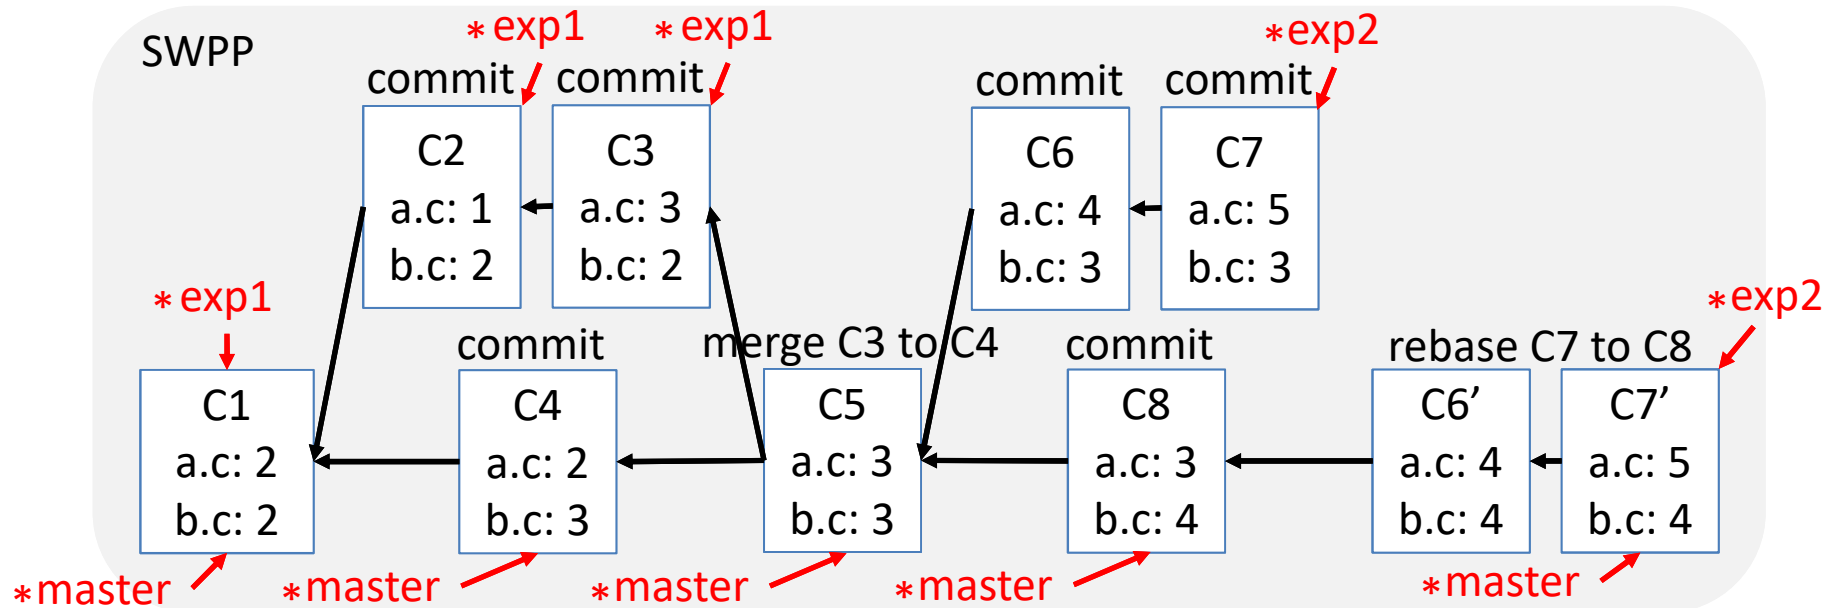 SWPP
*exp1
*exp1
*exp2
commit
commit
commit
commit
C2
a.c: 1
b.c: 2
C3
a.c: 3
b.c: 2
C6
a.c: 4
b.c: 3
C7
a.c: 5
b.c: 3
*exp1
*exp2
commit
merge C3 to C4
commit
rebase C7 to C8
C1
a.c: 2
b.c: 2
C4
a.c: 2
b.c: 3
C5
a.c: 3
b.c: 3
C8
a.c: 3
b.c: 4
C6’
a.c: 4
b.c: 4
C7’
a.c: 5
b.c: 4
*master
*master
*master
*master
*master